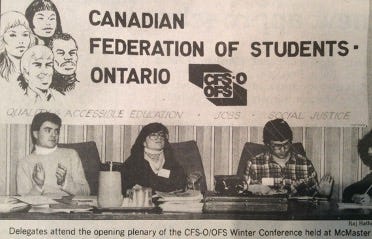 CANADIAN
FEDERATION OF STUDENTS·
ONTARIO
CFS·O
OFS
QUALITY ACCESSIBLE EDUCATION · JOBS · SOCIAL JUSTICE
Delegates attend the opening plenary of the CFS-O/OFS Winter Conference held at McMaster